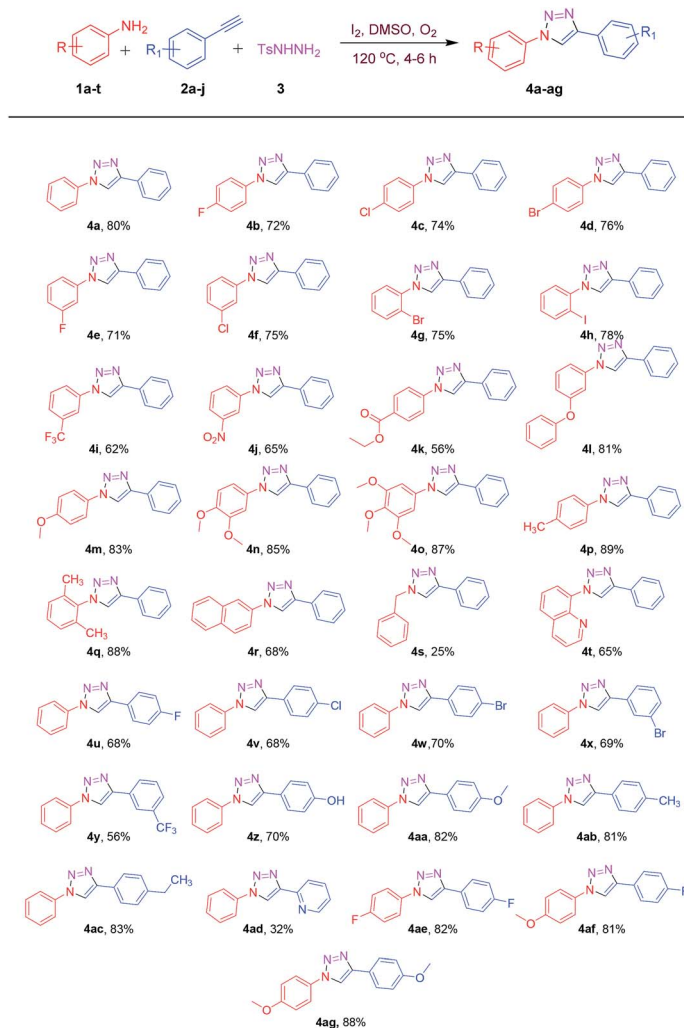 R NH₂ + R₁ + TsNHNH₂ I₂, DMSO, O₂ R N N=N R₁
120 °C, 4-6 h
1a-t 2a-j 3 4a-ag
N=N N N=N N F N=N N Cl N=N N Br
4a, 80% 4b, 72% 4c, 74% 4d, 76%
N=N N F N=N N Cl N=N N Br N=N N I
4e, 71% 4f, 75% 4g, 75% 4h, 78%
N=N N F₃C N=N N NO₂ N=N N O O N=N N O
4i, 62% 4j, 65% 4k, 56% 4l, 81%
N=N N O N=N N O O N=N N O O O N=N N H₃C
4m, 83% 4n, 85% 4o, 87% 4p, 89%
CH₃ N=N N CH₃ N=N N N=N N N=N N N
4q, 88% 4r, 68% 4s, 25% 4t, 65%
N=N N F N=N N Cl N=N N Br N=N N Br
4u, 68% 4v, 68% 4w,70% 4x, 69%
N=N N CF₃ N=N N OH N=N N O N=N N CH₃
4y, 56% 4z, 70% 4aa, 82% 4ab, 81%
N=N N CH₃ N=N N N F N=N N F O N=N N F
4ac, 83% 4ad, 32% 4ae, 82% 4af, 81%
O N=N N O
4ag, 88%